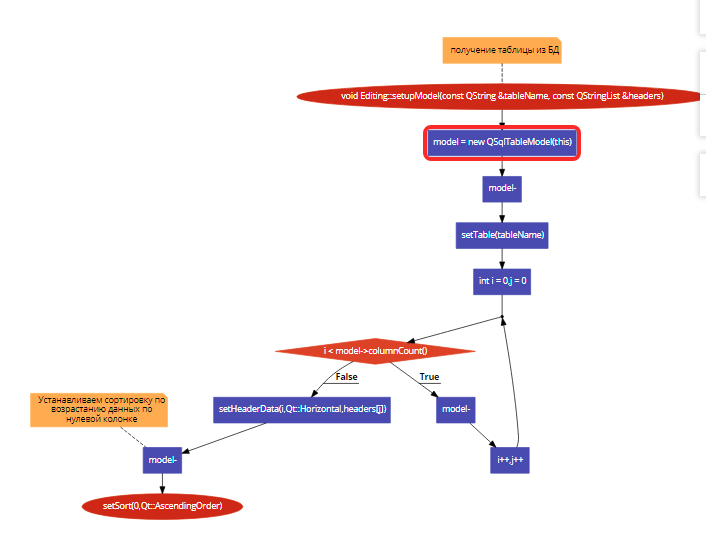 получение таблицы из БД
void Editing::setupModel(const QString &tableName, const QStringList &headers)
model = new QSqlTableModel(this)
model-
setTable(tableName)
int i = 0,j = 0
i < model->columnCount()
False
True
Устанавливаем сортировку по
возрастанию данных по
нулевой колонке
setHeaderData(i,Qt::Horizontal,headers[j])
model-
model-
i++,j++
setSort(0,Qt::AscendingOrder)